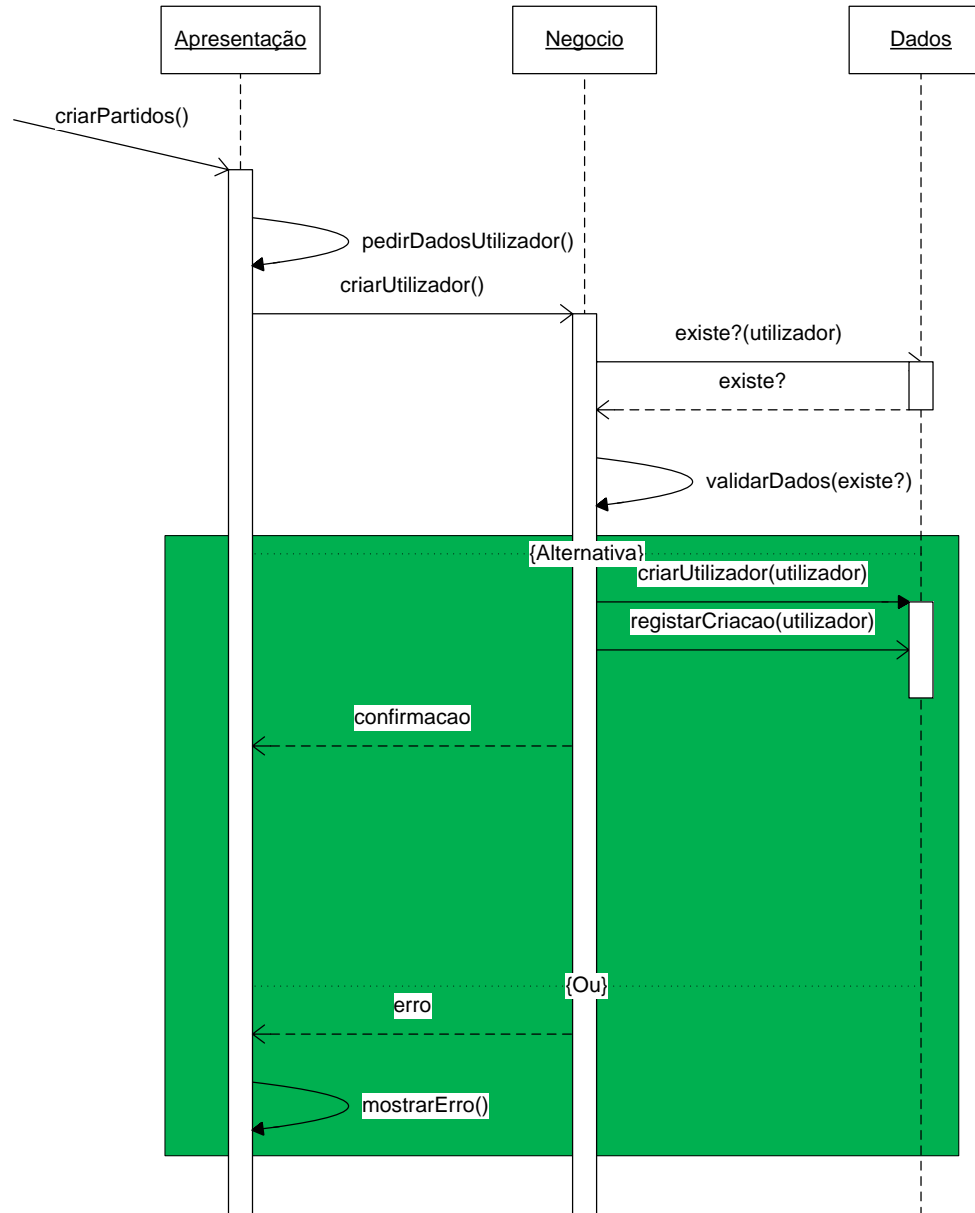 Apresentação
Negocio
Dados
criarPartidos()
pedirDadosUtilizador()
criarUtilizador()
existe?(utilizador)
existe?
validarDados(existe?)
{Alternativa}
criarUtilizador(utilizador)
registarCriacao(utilizador)
confirmacao
{Ou}
erro
mostrarErro()